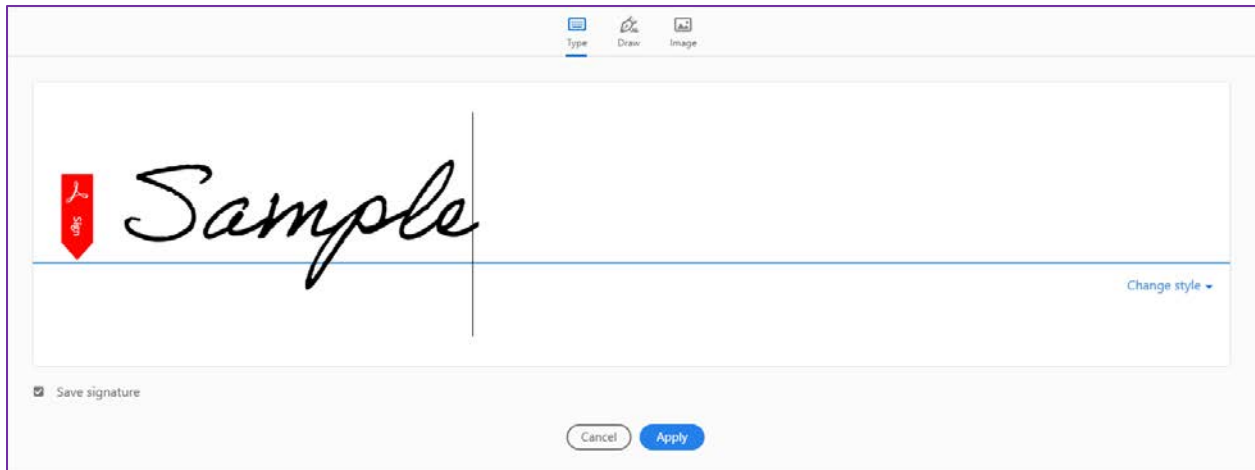 Type Draw Image
Sign
Sample
Change style
Save signature
Cancel Apply